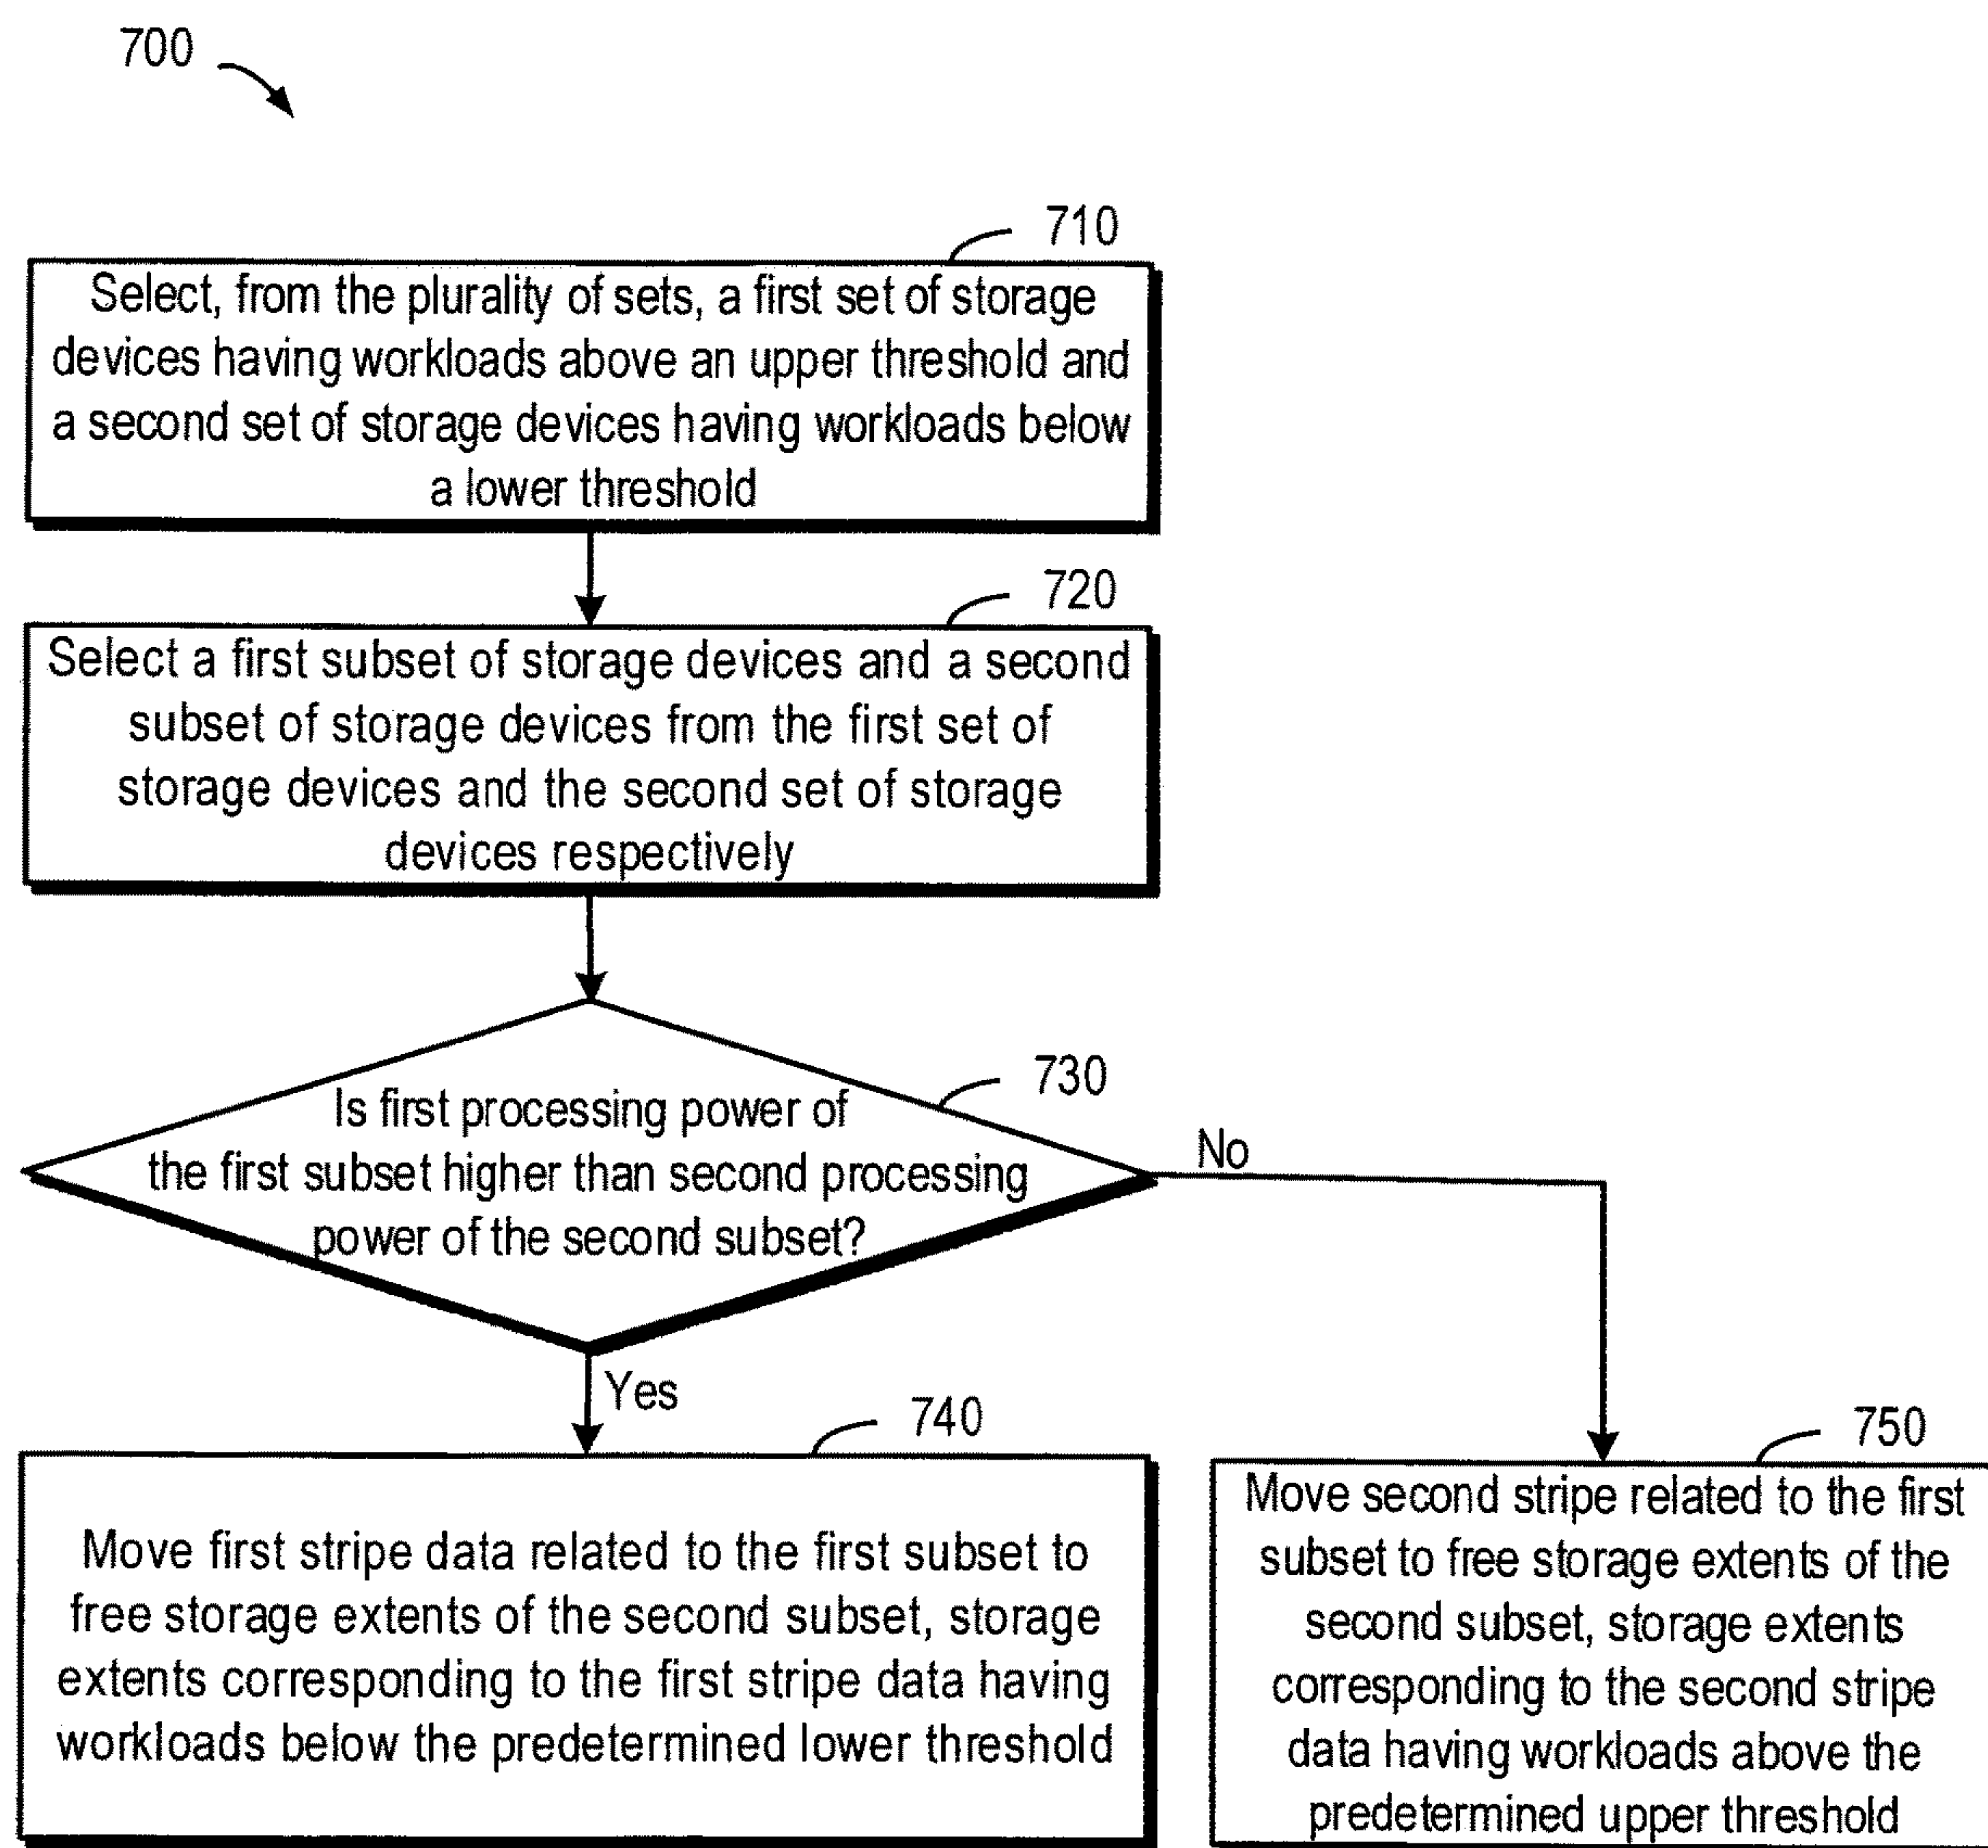 700
710
Select, from the plurality of sets, a first set of storage
devices having workloads above an upper threshold and
a second set of storage devices having workloads below
a lower threshold
720
Select a first subset of storage devices and a second
subset of storage devices from the first set of
storage devices and the second set of storage
devices respectively
730
Is first processing power of
the first subset higher than second processing
power of the second subset?
No
Yes
740
Move first stripe data related to the first subset to
free storage extents of the second subset, storage
extents corresponding to the first stripe data having
workloads below the predetermined lower threshold
750
Move second stripe related to the first
subset to free storage extents of the
second subset, storage extents
corresponding to the second stripe
data having workloads above the
predetermined upper threshold